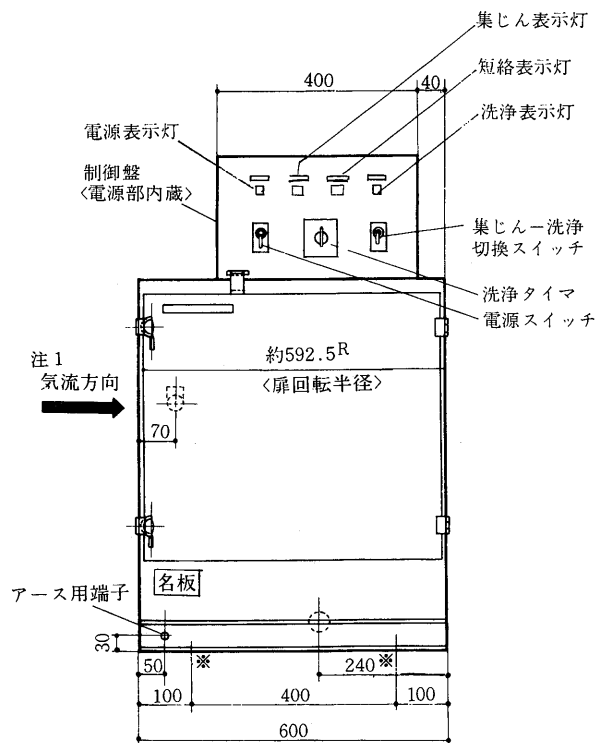 集じん表示灯
短絡表示灯
洗浄表示灯
400
40
電源表示灯
制御盤
〈電源部内蔵〉
集じん－洗浄
切換スイッチ
洗浄タイマ
電源スイッチ
約592.5R
〈扉回転半径〉
注1
気流方向
70
名板
アース用端子
30
50
※
240
※
100
400
100
600